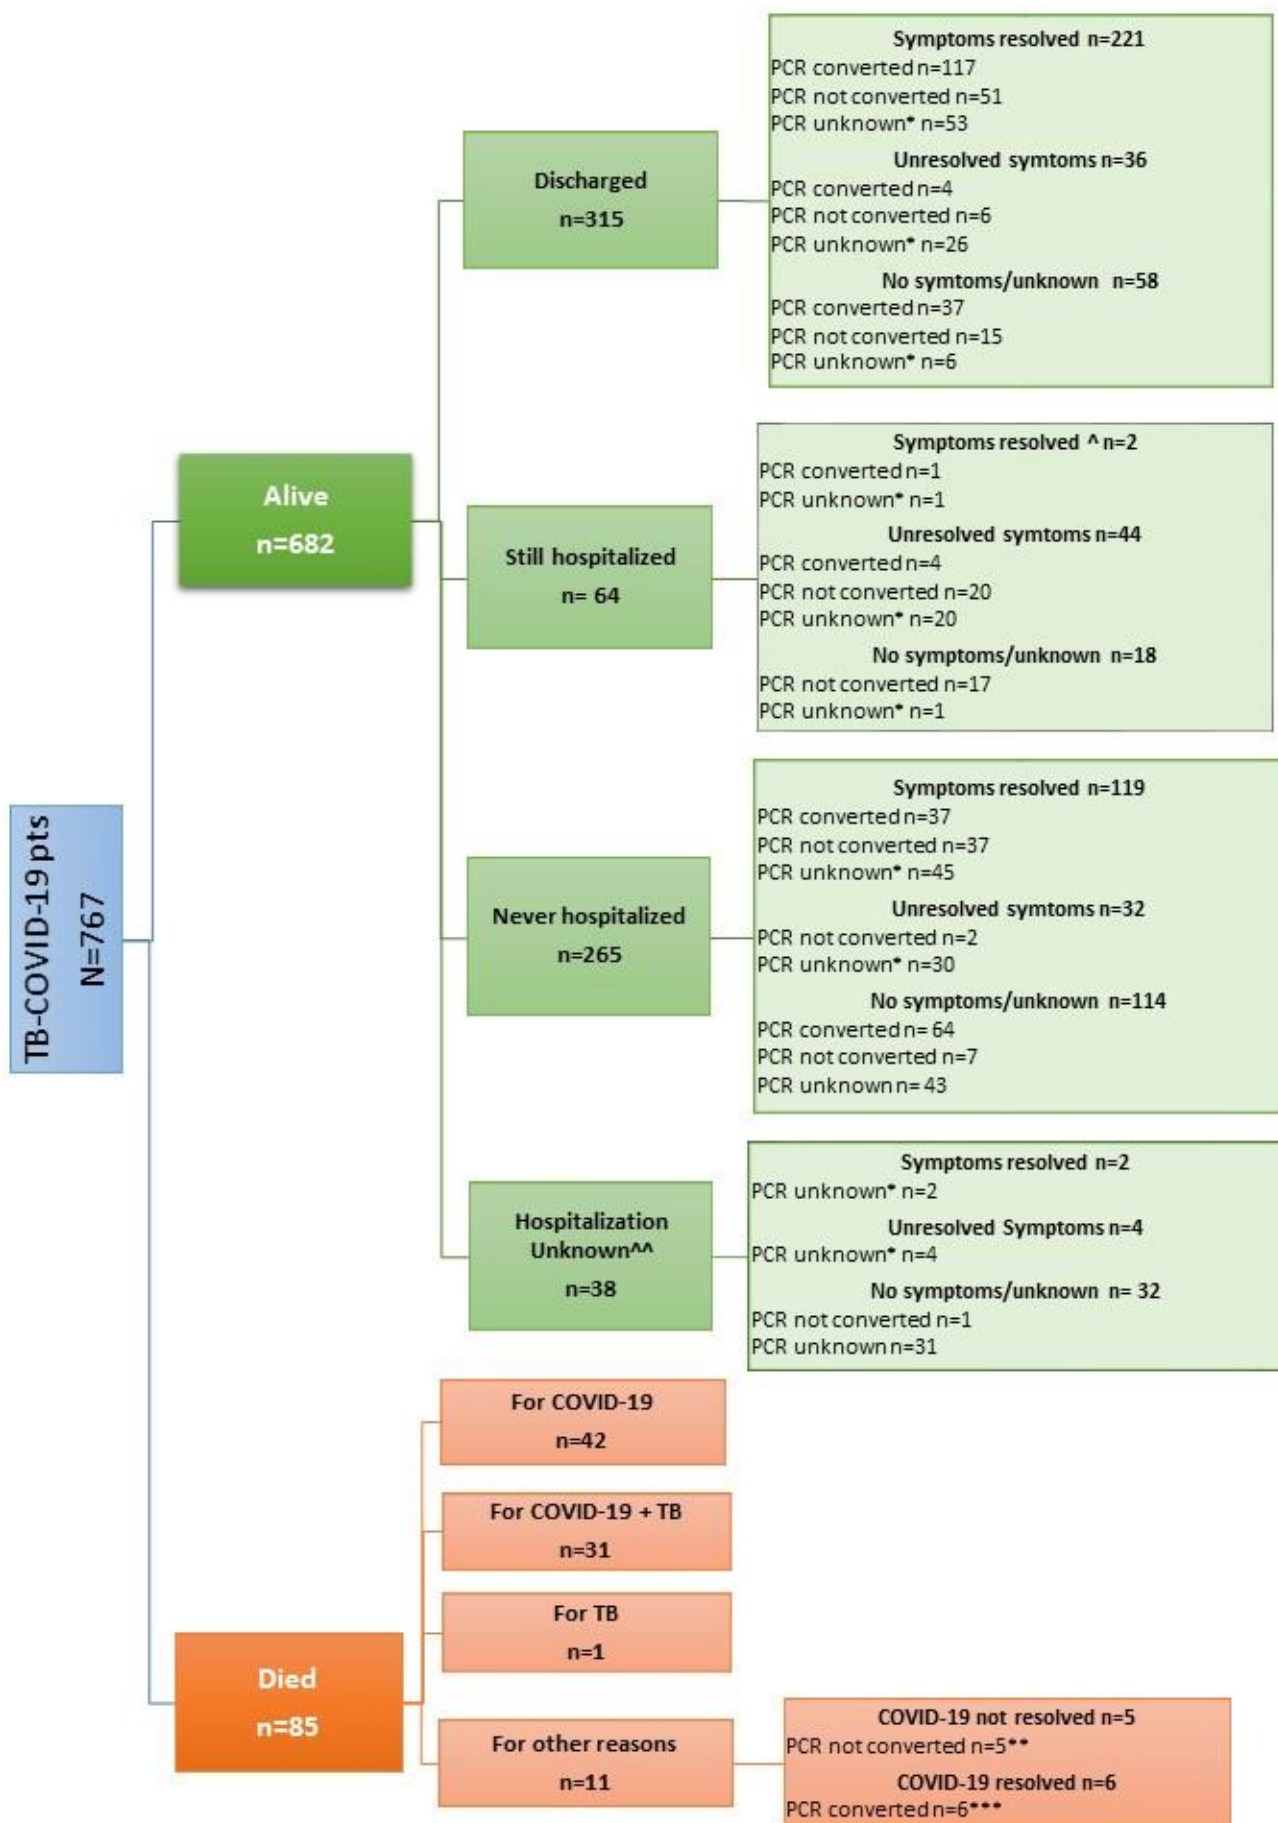 TB-COVID-19 pts
N=767
Alive
n=682
Discharged
n=315
Symptoms resolved n=221
PCR converted n=117
PCR not converted n=51
PCR unknown* n=53
Unresolved symtoms n=36
PCR converted n=4
PCR not converted n=6
PCR unknown* n=26
No symtoms/unknown n=58
PCR converted n=37
PCR not converted n=15
PCR unknown* n=6
Still hospitalized
n= 64
Symptoms resolved ^ n=2
PCR converted n=1
PCR unknown* n=1
Unresolved symtoms n=44
PCR converted n=4
PCR not converted n=20
PCR unknown* n=20
No symptoms/unknown n=18
PCR not converted n=17
PCR unknown* n=1
Never hospitalized
n=265
Symptoms resolved n=119
PCR converted n=37
PCR not converted n=37
PCR unknown* n=45
Unresolved symtoms n=32
PCR not converted n=2
PCR unknown* n=30
No symptoms/unknown n=114
PCR converted n= 64
PCR not converted n=7
PCR unknown n= 43
Hospitalization
Unknown^^
n=38
Symptoms resolved n=2
PCR unknown* n=2
Unresolved Symptoms n=4
PCR unknown* n=4
No symptoms/unknown n= 32
PCR not converted n=1
PCR unknown n=31
Died
n=85
For COVID-19
n=42
For COVID-19 + TB
n=31
For TB
n=1
For other reasons
n=11
COVID-19 not resolved n=5
PCR not converted n=5**
COVID-19 resolved n=6
PCR converted n=6***